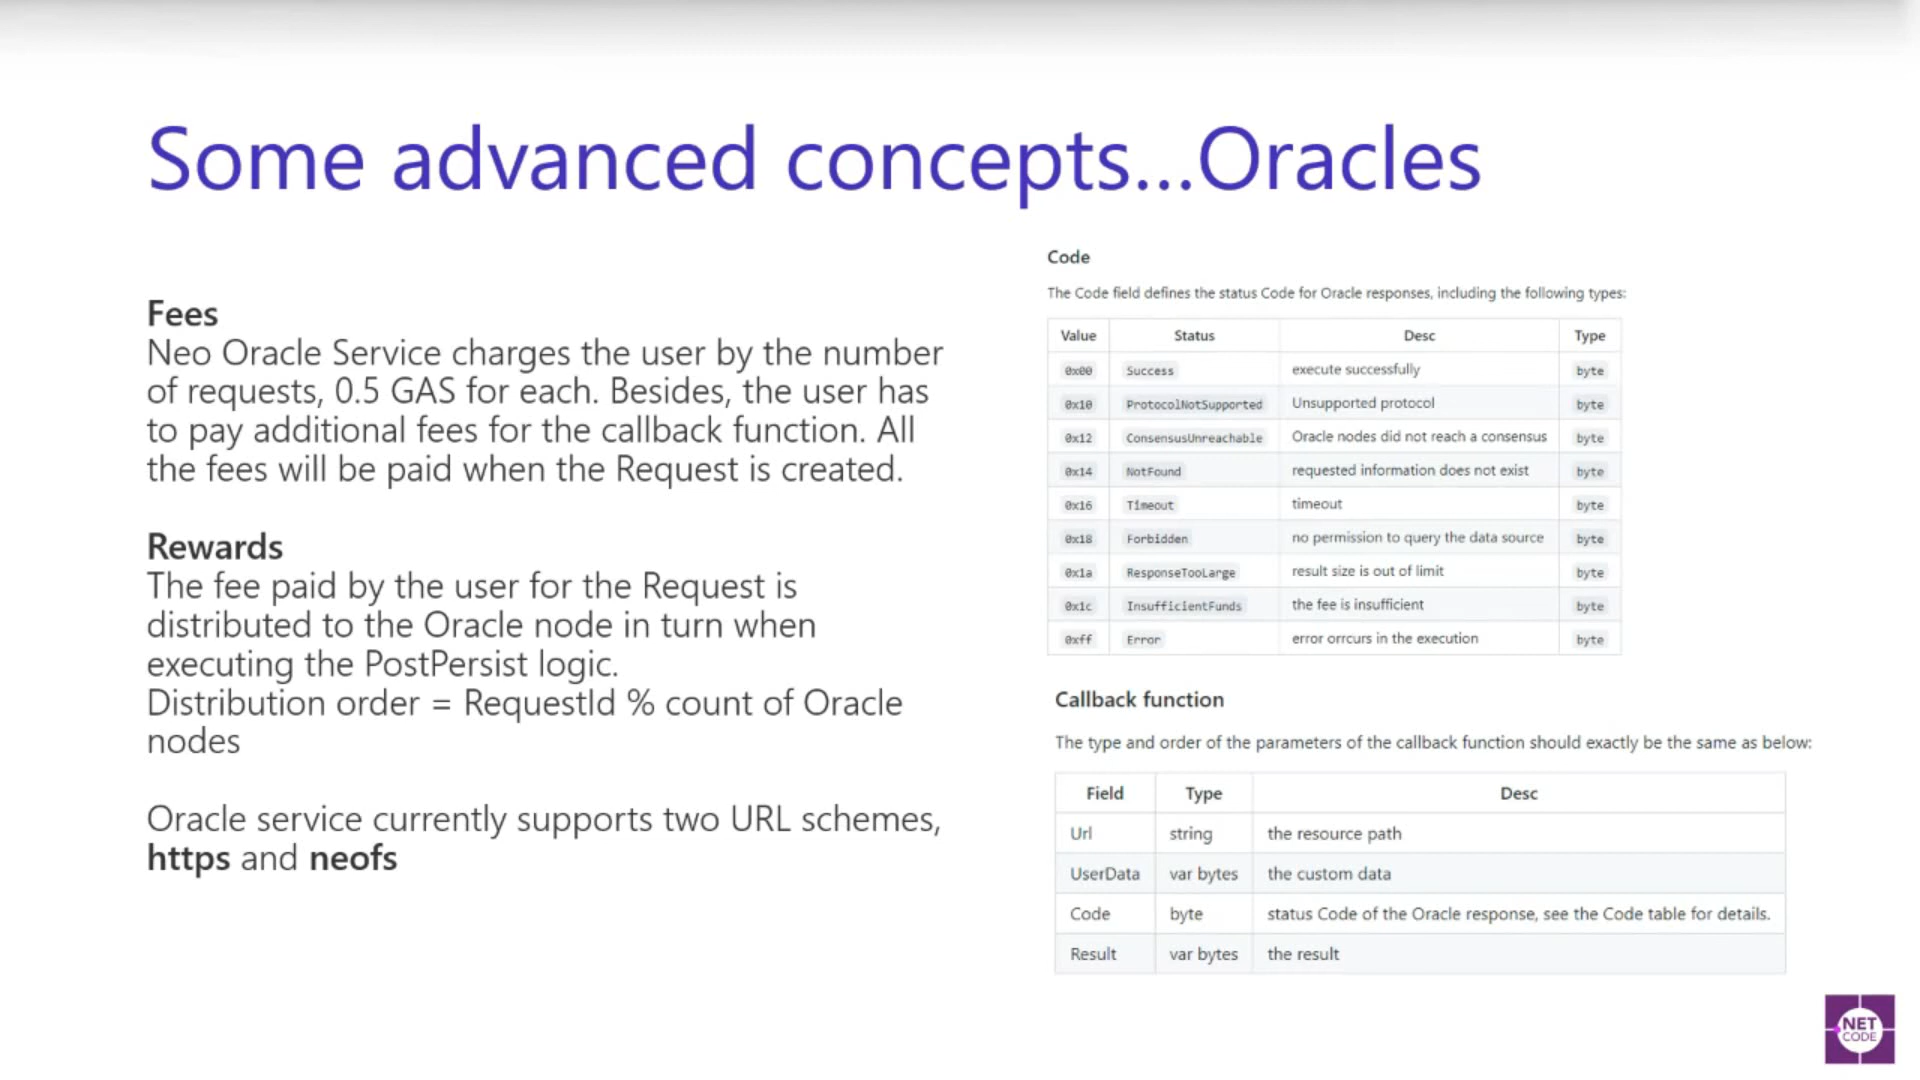 Some advanced concepts...Oracles
Fees
Neo Oracle Service charges the user by the number
of requests, 0.5 GAS for each. Besides, the user has
to pay additional fees for the callback function. All
the fees will be paid when the Request is created.
Rewards
The fee paid by the user for the Request is
distributed to the Oracle node in turn when
executing the PostPersist logic.
Distribution order = RequestId % count of Oracle
nodes
Oracle service currently supports two URL schemes,
https and neofs
Code
The Code field defines the status Code for Oracle responses, including the following types:
Value Status Desc Type
0x00 Success execute successfully byte
0x10 ProtocolNotSupported Unsupported protocol byte
0x12 ConsensusUnreachable Oracle nodes did not reach a consensus byte
0x14 NotFound requested information does not exist byte
0x16 Timeout timeout byte
0x18 Forbidden no permission to query the data source byte
0x1a ResponseTooLarge result size is out of limit byte
0x1c InsufficientFunds the fee is insufficient byte
0xff Error error orrcurs in the execution byte
Callback function
The type and order of the parameters of the callback function should exactly be the same as below:
Field Type Desc
Url string the resource path
UserData var bytes the custom data
Code byte status Code of the Oracle response, see the Code table for details.
Result var bytes the result
NET
CODE